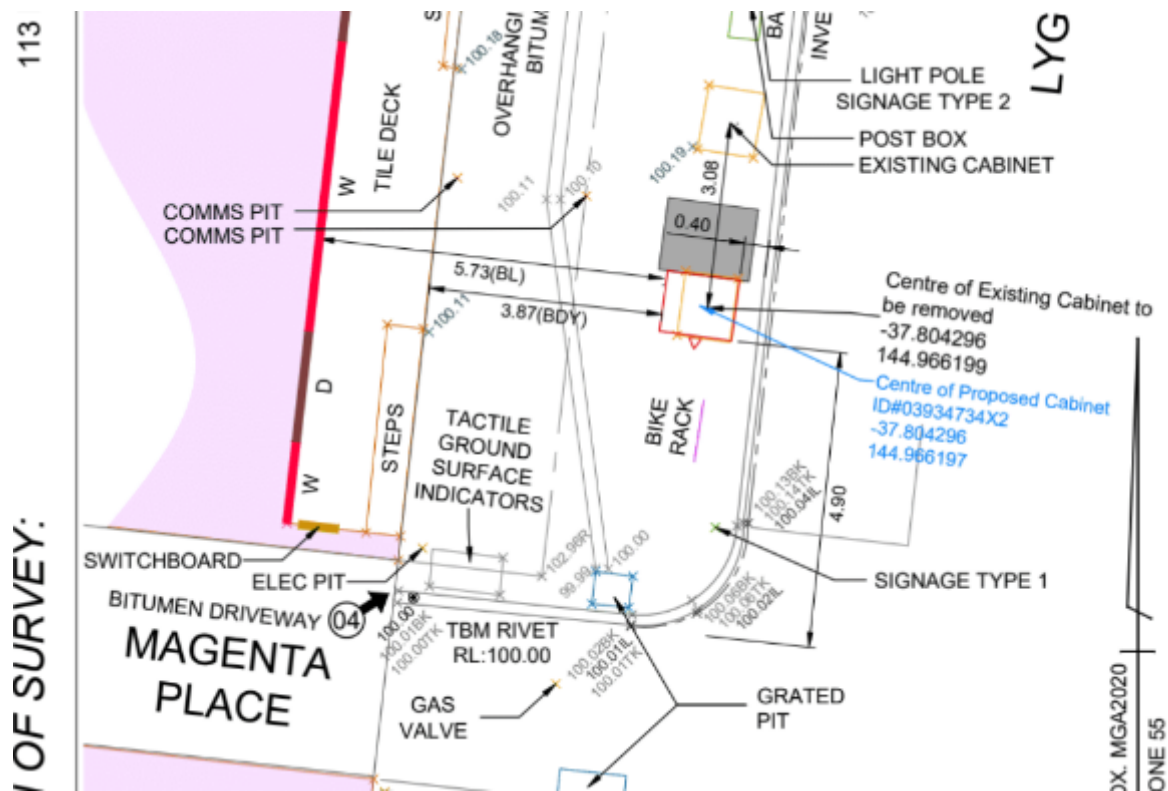 113
100.18
TILE DECK
W
OVERHANGI
BITUM
BA
INVE
LYG
LIGHT POLE
SIGNAGE TYPE 2
POST BOX
EXISTING CABINET
100.19
3.08
100.11
100.10
COMMS PIT
COMMS PIT
0.40
5.73(BL)
3.87(BDY)
100.11
Centre of Existing Cabinet to
be removed
-37.804296
144.966199
Centre of Proposed Cabinet
ID#03934734X2
-37.804296
144.966197
D
W
STEPS
TACTILE
GROUND
SURFACE
INDICATORS
BIKE
RACK
4.90
100.13BK
100.14TK
100.04IL
SWITCHBOARD
ELEC PIT
102.96R
99.99
100.00
SIGNAGE TYPE 1
BITUMEN DRIVEWAY
04
100.00
100.01BK
100.00TK
TBM RIVET
RL:100.00
100.06BK
100.06TK
100.02IL
100.02BK
100.01IL
100.01TK
MAGENTA
PLACE
GAS
VALVE
GRATED
PIT
OF SURVEY:
OX. MGA2020
ONE 55